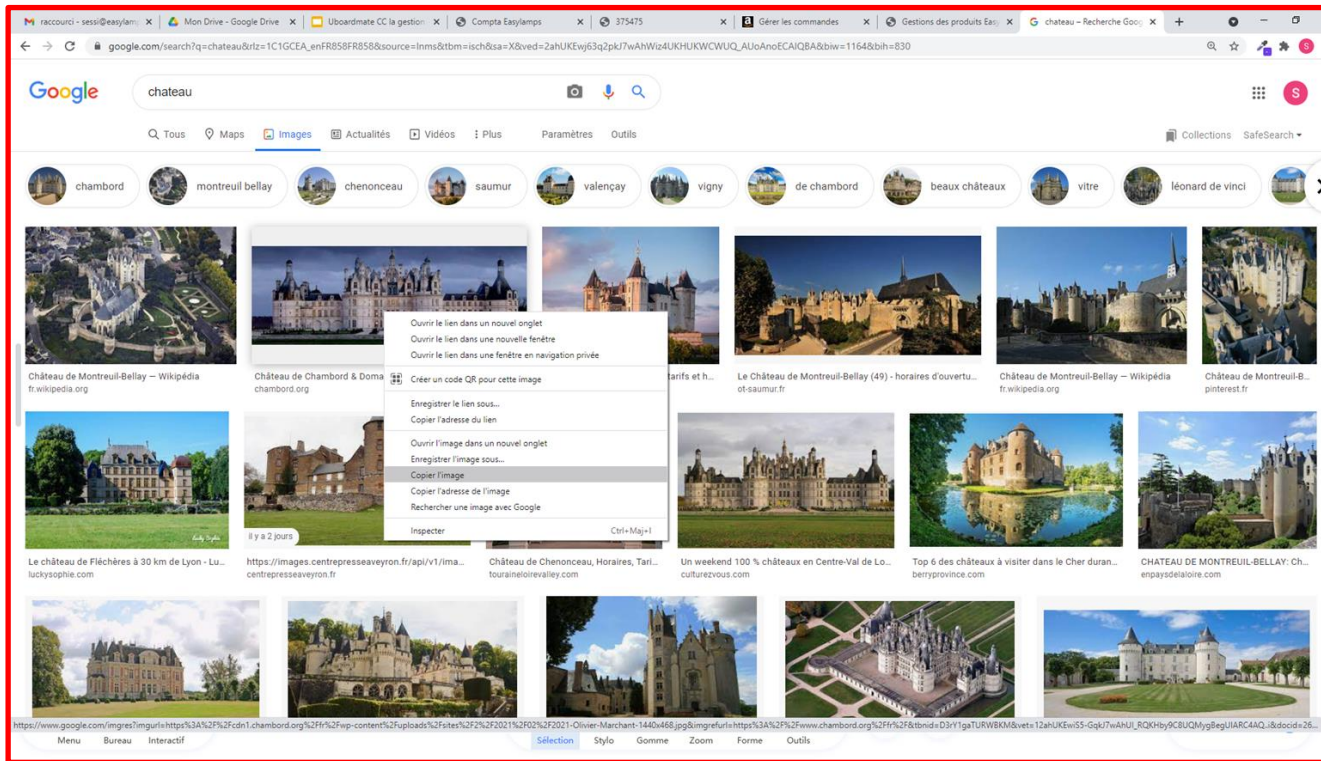 raccourci - sessi@easylamp
Mon Drive - Google Drive
Uboardmate CC la gestion
Compta Easylamps
375475
Gérer les commandes
Gestions des produits Easy
chateau – Recherche Goog
google.com/search?q=chateau&rlz=1C1GCEA_enFR858FR858&source=lnms&tbm=isch&sa=X&ved=2ahUKEwj63q2pkJ7wAhWiz4UKHUKWCWUQ_AUoAnoECAIQBA&biw=1164&bih=830
Google
chateau
S
Tous Maps Images Actualités Vidéos Plus Paramètres Outils
Collections SafeSearch
chambord
montreuil bellay
chenonceau
saumur
valençay
vigny
de chambord
beaux châteaux
vitre
léonard de vinci
Château de Montreuil-Bellay — Wikipédia
fr.wikipedia.org
Château de Chambord & Doma
chambord.org
tarifs et h...
Le Château de Montreuil-Bellay (49) - horaires d'ouvertu...
ot-saumur.fr
Château de Montreuil-Bellay — Wikipédia
fr.wikipedia.org
Château de Montreuil-B...
pinterest.fr
Ouvrir le lien dans un nouvel onglet
Ouvrir le lien dans une nouvelle fenêtre
Ouvrir le lien dans une fenêtre en navigation privée
Créer un code QR pour cette image
Enregistrer le lien sous...
Copier l'adresse du lien
Ouvrir l'image dans un nouvel onglet
Enregistrer l'image sous...
Copier l'image
Copier l'adresse de l'image
Rechercher une image avec Google
Inspecter Ctrl+Maj+I
il y a 2 jours
Le château de Fléchères à 30 km de Lyon - Lu...
luckysophie.com
https://images.centrepresseaveyron.fr/api/v1/ima...
centrepresseaveyron.fr
Château de Chenonceau, Horaires, Tari...
touraineloirevalley.com
Un weekend 100 % châteaux en Centre-Val de Lo...
culturezvous.com
Top 6 des châteaux à visiter dans le Cher duran...
berryprovince.com
CHATEAU DE MONTREUIL-BELLAY: Ch...
enpaysdelaloire.com
Menu Bureau Interactif
Sélection Stylo Gomme Zoom Forme Outils